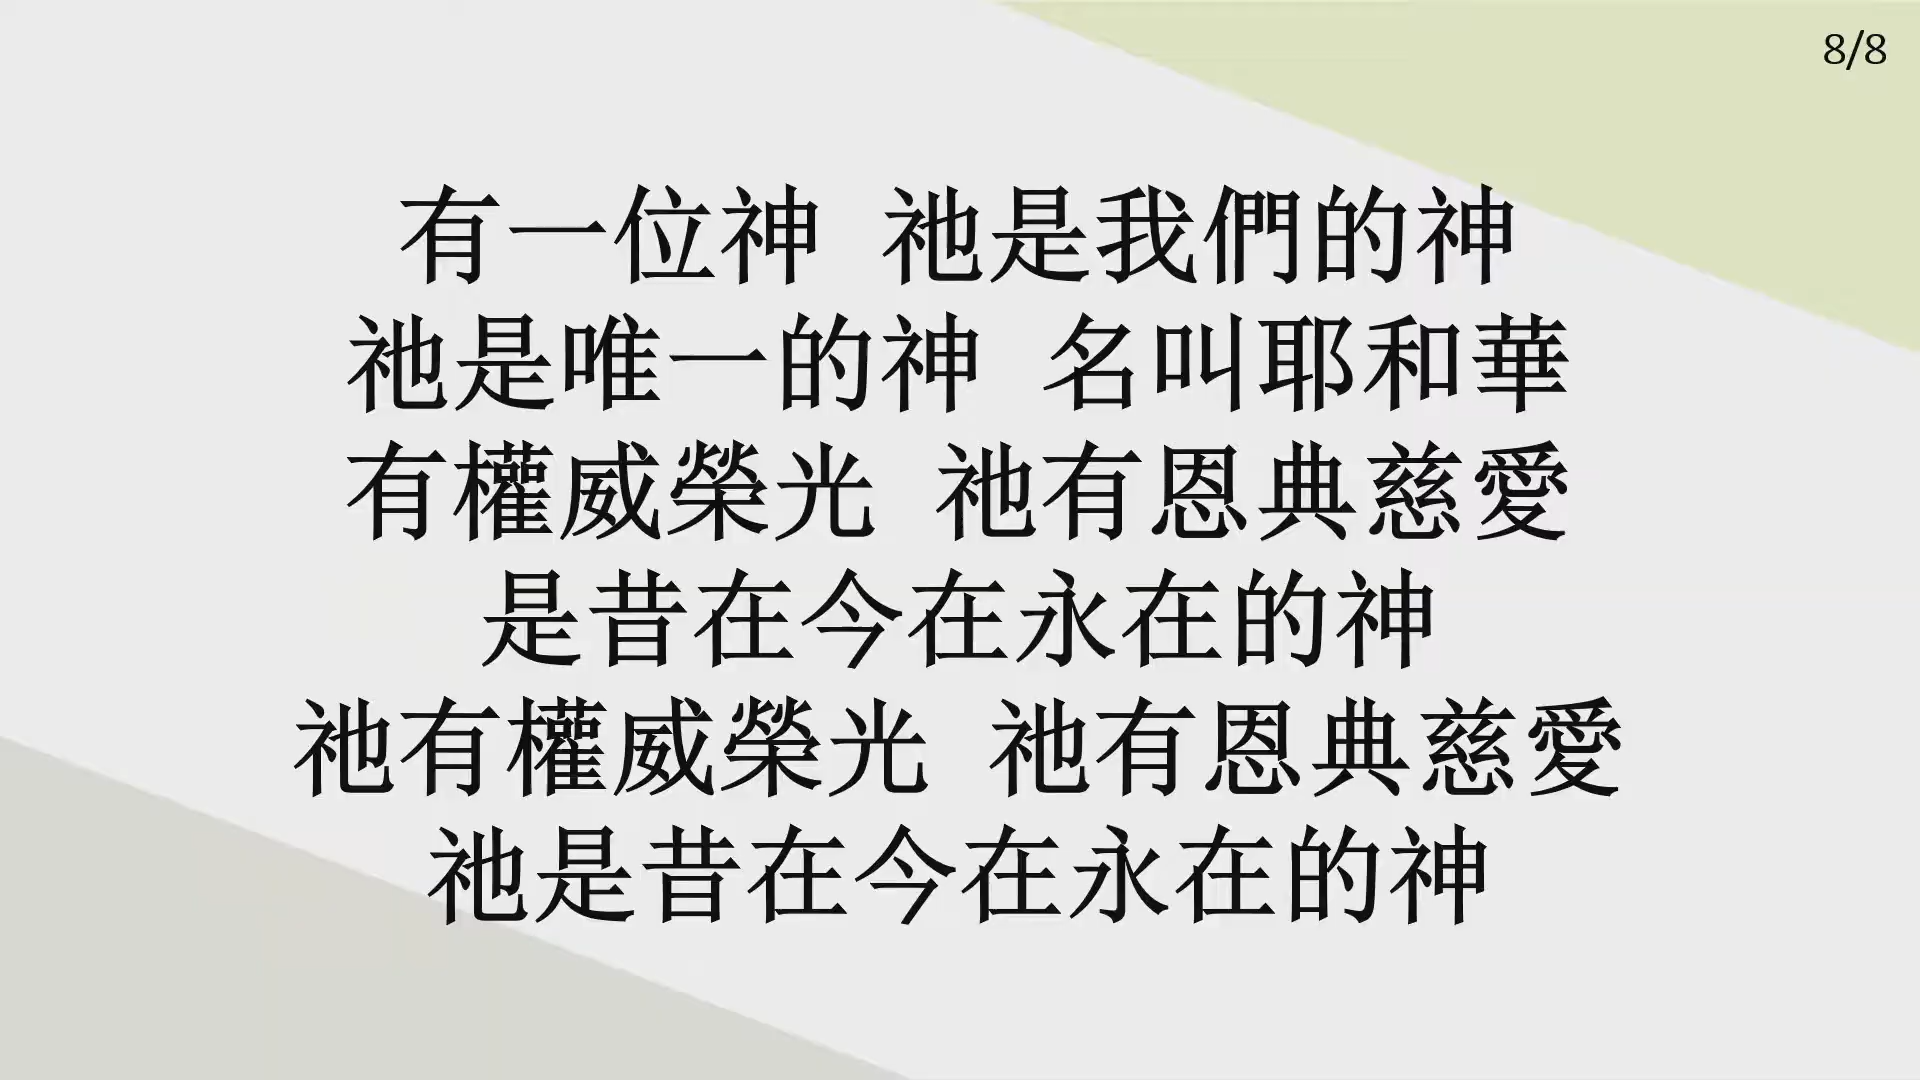 8/8
有一位神 祂是我們的神
祂是唯一的神 名叫耶和華
有權威榮光 祂有恩典慈愛
是昔在今在永在的神
祂有權威榮光 祂有恩典慈愛
祂是昔在今在永在的神